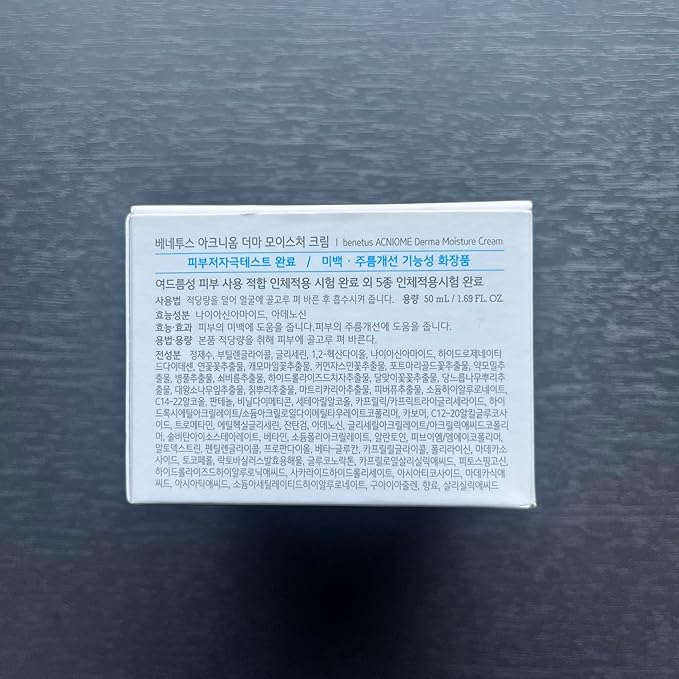 베네투스 아크니옴 더마 모이스처 크림 | benetus ACNIOME Derma Moisture Cream
피부저자극테스트 완료 / 미백 · 주름개선 기능성 화장품
여드름성 피부 사용 적합 인체적용 시험 완료 외 5종 인체적용시험 완료
사용법 적당량을 덜어 얼굴에 골고루 펴 바른 후 흡수시켜 줍니다. 용량 50 mL / 1.69 FL. OZ.
효능성분 나이아신아마이드, 아데노신
효능·효과 피부의 미백에 도움을 줍니다.피부의 주름개선에 도움을 줍니다.
용법·용량 본품 적당량을 취해 피부에 골고루 펴 바른다.
전성분 정제수, 부틸렌글라이콜, 글리세린, 1,2-헥산다이올, 나이아신아마이드, 하이드로제네이티
드다이데센, 연꽃꽃추출물, 캐모마일꽃추출물, 커먼자스민꽃추출물, 포트마리골드꽃추출물, 약모밀추
출물, 병풀추출물, 쇠비름추출물, 하이드롤라이즈드치자추출물, 달맞이꽃꽃추출물, 당느릅나무뿌리추
출물, 대왕소나무잎추출물, 칡뿌리추출물, 마트리카리아추출물, 피버퓨추출물, 소듐하이알루로네이트,
C14-22알코올, 판테놀, 비닐다이메티콘, 세테아릴알코올, 카프릴릭/카프릭트라이글리세라이드, 하이
드록시에틸아크릴레이트/소듐아크릴로일다이메틸타우레이트코폴리머, 카보머, C12-20알킬글루코사이
드, 트로메타민, 에틸헥실글리세린, 잔탄검, 아데노신, 글리세릴아크릴레이트/아크릴릭애씨드코폴리
머, 솔비탄아이소스테아레이트, 베타인, 소듐폴리아크릴레이트, 알란토인, 피브이엠/엠에이코폴리머,
말토덱스트린, 펜틸렌글라이콜, 프로판다이올, 베타-글루칸, 카프릴릴글라이콜, 폴리라이신, 마데카소
사이드, 토코페롤, 락토바실러스발효용해물, 글루코노락톤, 카프릴로일살리실릭애씨드, 피토스핑고신,
하이드롤라이즈드하이알루로닉애씨드, 사카라이드하이드롤리세이트, 아시아티코사이드, 마데카식애
씨드, 아시아틱애씨드, 소듐아세틸레이티드하이알루로네이트, 구아이아줄렌, 향료, 살리실릭애씨드